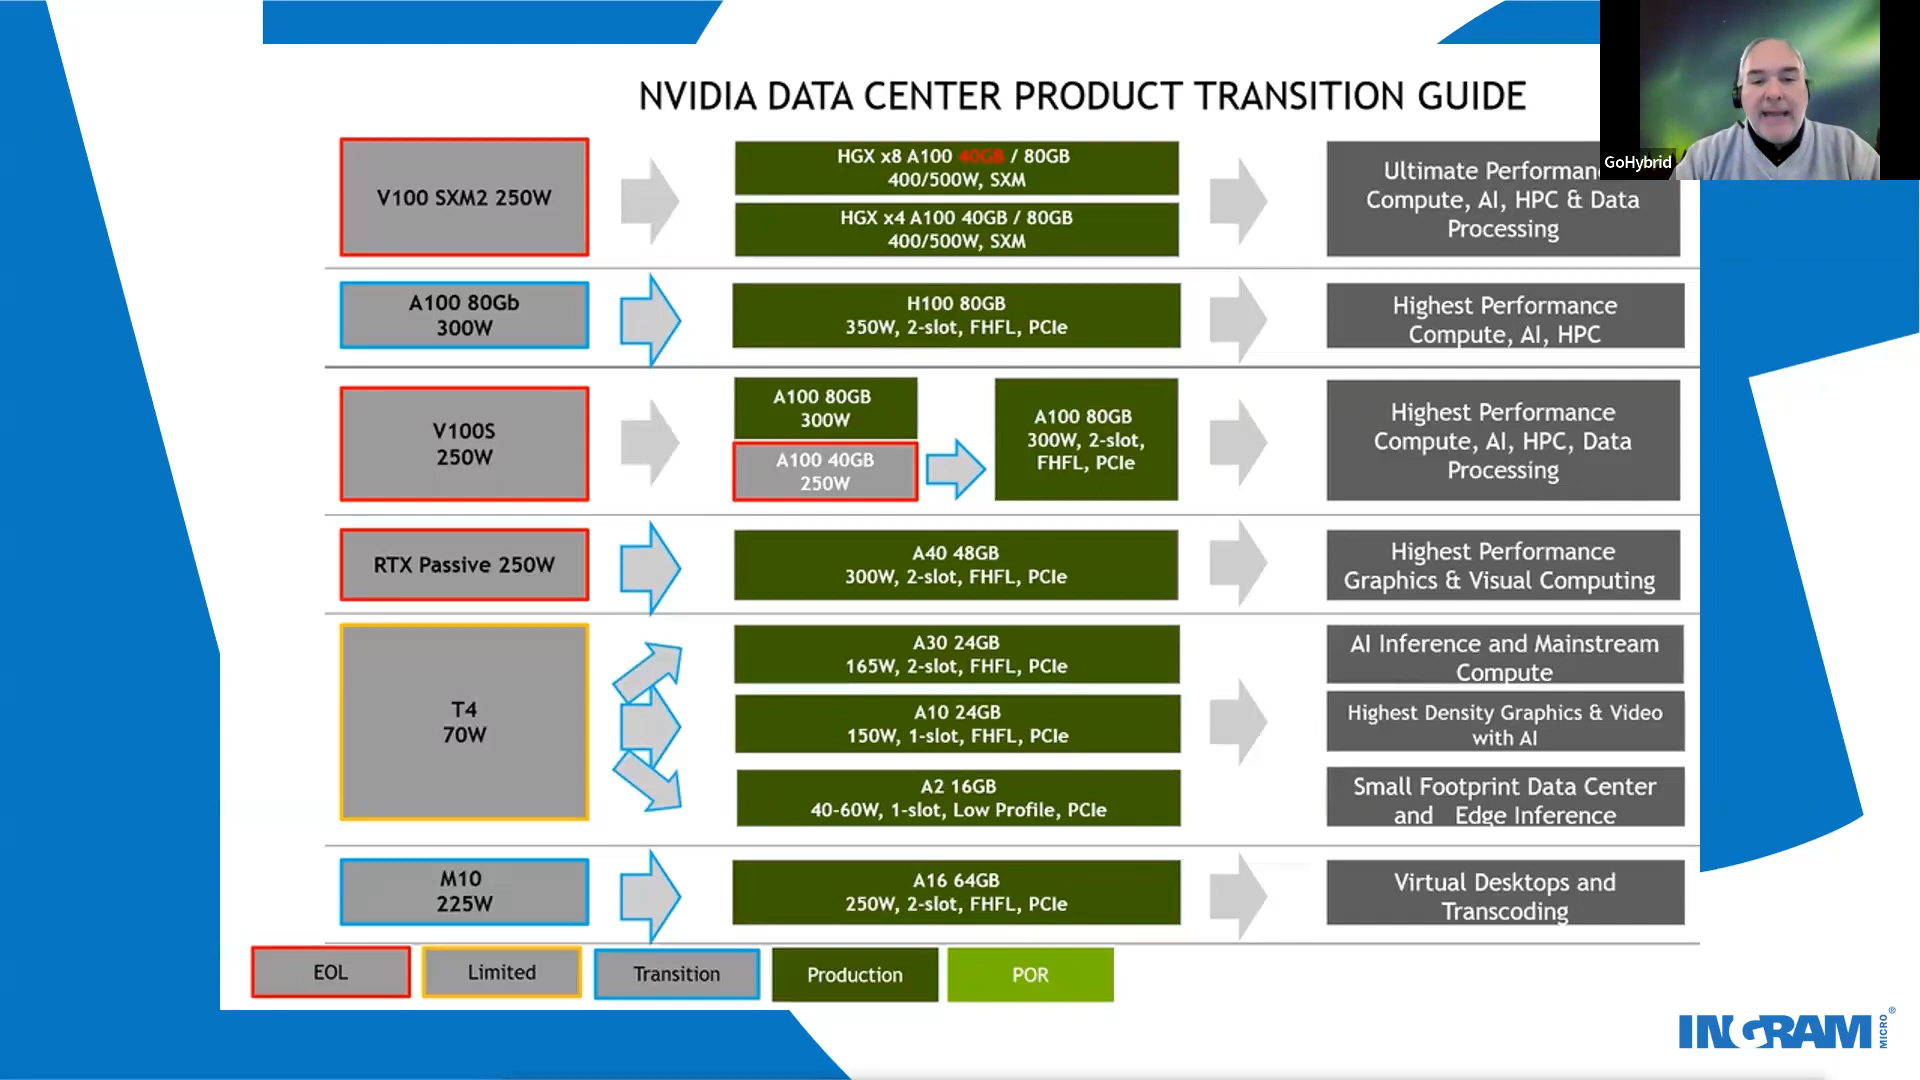 NVIDIA DATA CENTER PRODUCT TRANSITION GUIDE
GoHybrid
V100 SXM2 250W
HGX x8 A100 40GB / 80GB
400/500W, SXM
HGX x4 A100 40GB / 80GB
400/500W, SXM
Ultimate Performanc
Compute, AI, HPC & Data
Processing
A100 80Gb
300W
H100 80GB
350W, 2-slot, FHFL, PCIe
Highest Performance
Compute, AI, HPC
V100S
250W
A100 80GB
300W
A100 40GB
250W
A100 80GB
300W, 2-slot,
FHFL, PCIe
Highest Performance
Compute, AI, HPC, Data
Processing
RTX Passive 250W
A40 48GB
300W, 2-slot, FHFL, PCIe
Highest Performance
Graphics & Visual Computing
T4
70W
A30 24GB
165W, 2-slot, FHFL, PCIe
AI Inference and Mainstream
Compute
A10 24GB
150W, 1-slot, FHFL, PCIe
Highest Density Graphics & Video
with AI
A2 16GB
40-60W, 1-slot, Low Profile, PCIe
Small Footprint Data Center
and Edge Inference
M10
225W
A16 64GB
250W, 2-slot, FHFL, PCIe
Virtual Desktops and
Transcoding
EOL
Limited
Transition
Production
POR
INGRAM MICRO ®